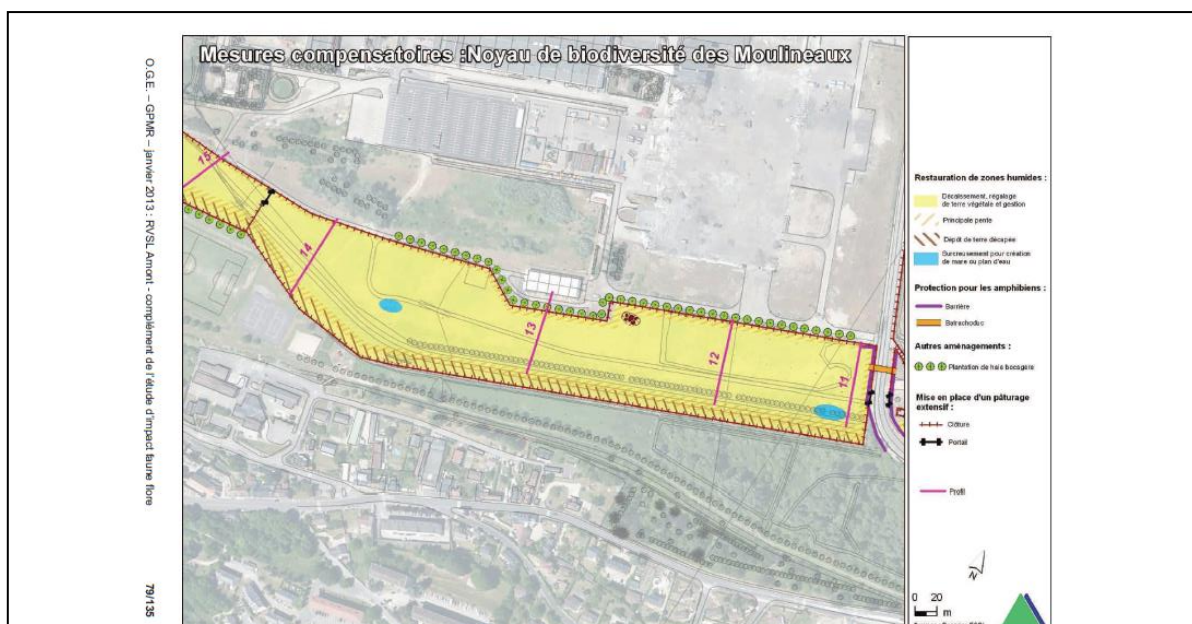 Mesures compensatoires :Noyau de biodiversité des Moulineaux
O.G.E. – GPMR – janvier 2013 : RVSL Amont - complément de l'étude d'impact faune flore
79/135
15
14
13
12
11
Restauration de zones humides :
Décaissement, régalage
de terre végétale et gestion
Principale pente
Dépôt de terre décapée
Surcreusement pour création
de mare ou plan d'eau
Protection pour les amphibiens :
Barrière
Batrachoduc
Autres aménagements :
Plantation de haie bocagère
Mise en place d'un pâturage
extensif :
Clôture
Portail
Profil
N
0 20
m